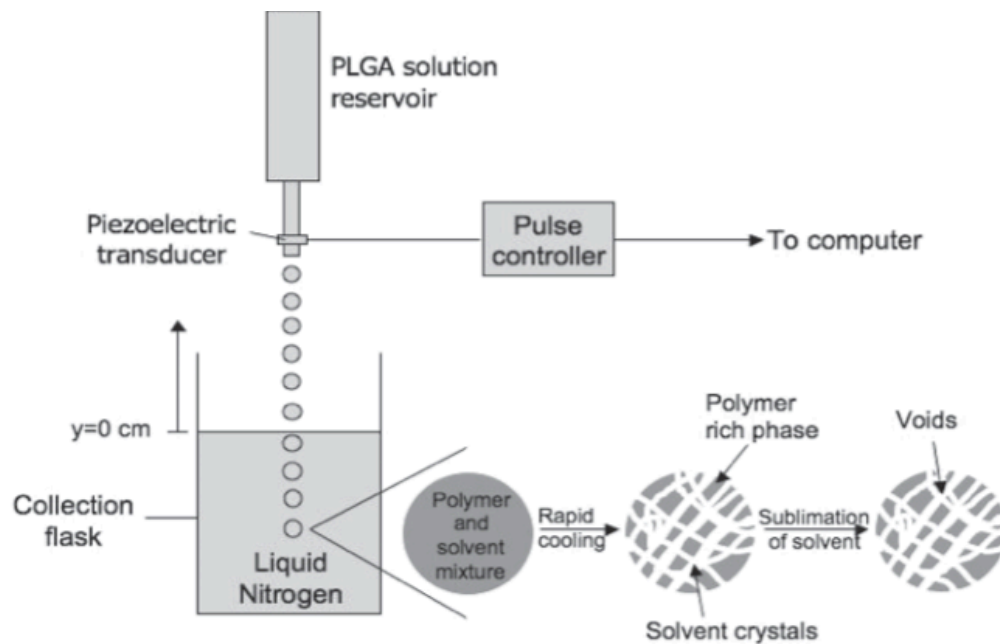 PLGA solution
reservoir
Piezoelectric
transducer
Pulse
controller
To computer
y=0 cm
Collection
flask
Liquid
Nitrogen
Polymer
and
solvent
mixture
Rapid
cooling
Polymer
rich phase
Solvent crystals
Sublimation
of solvent
Voids